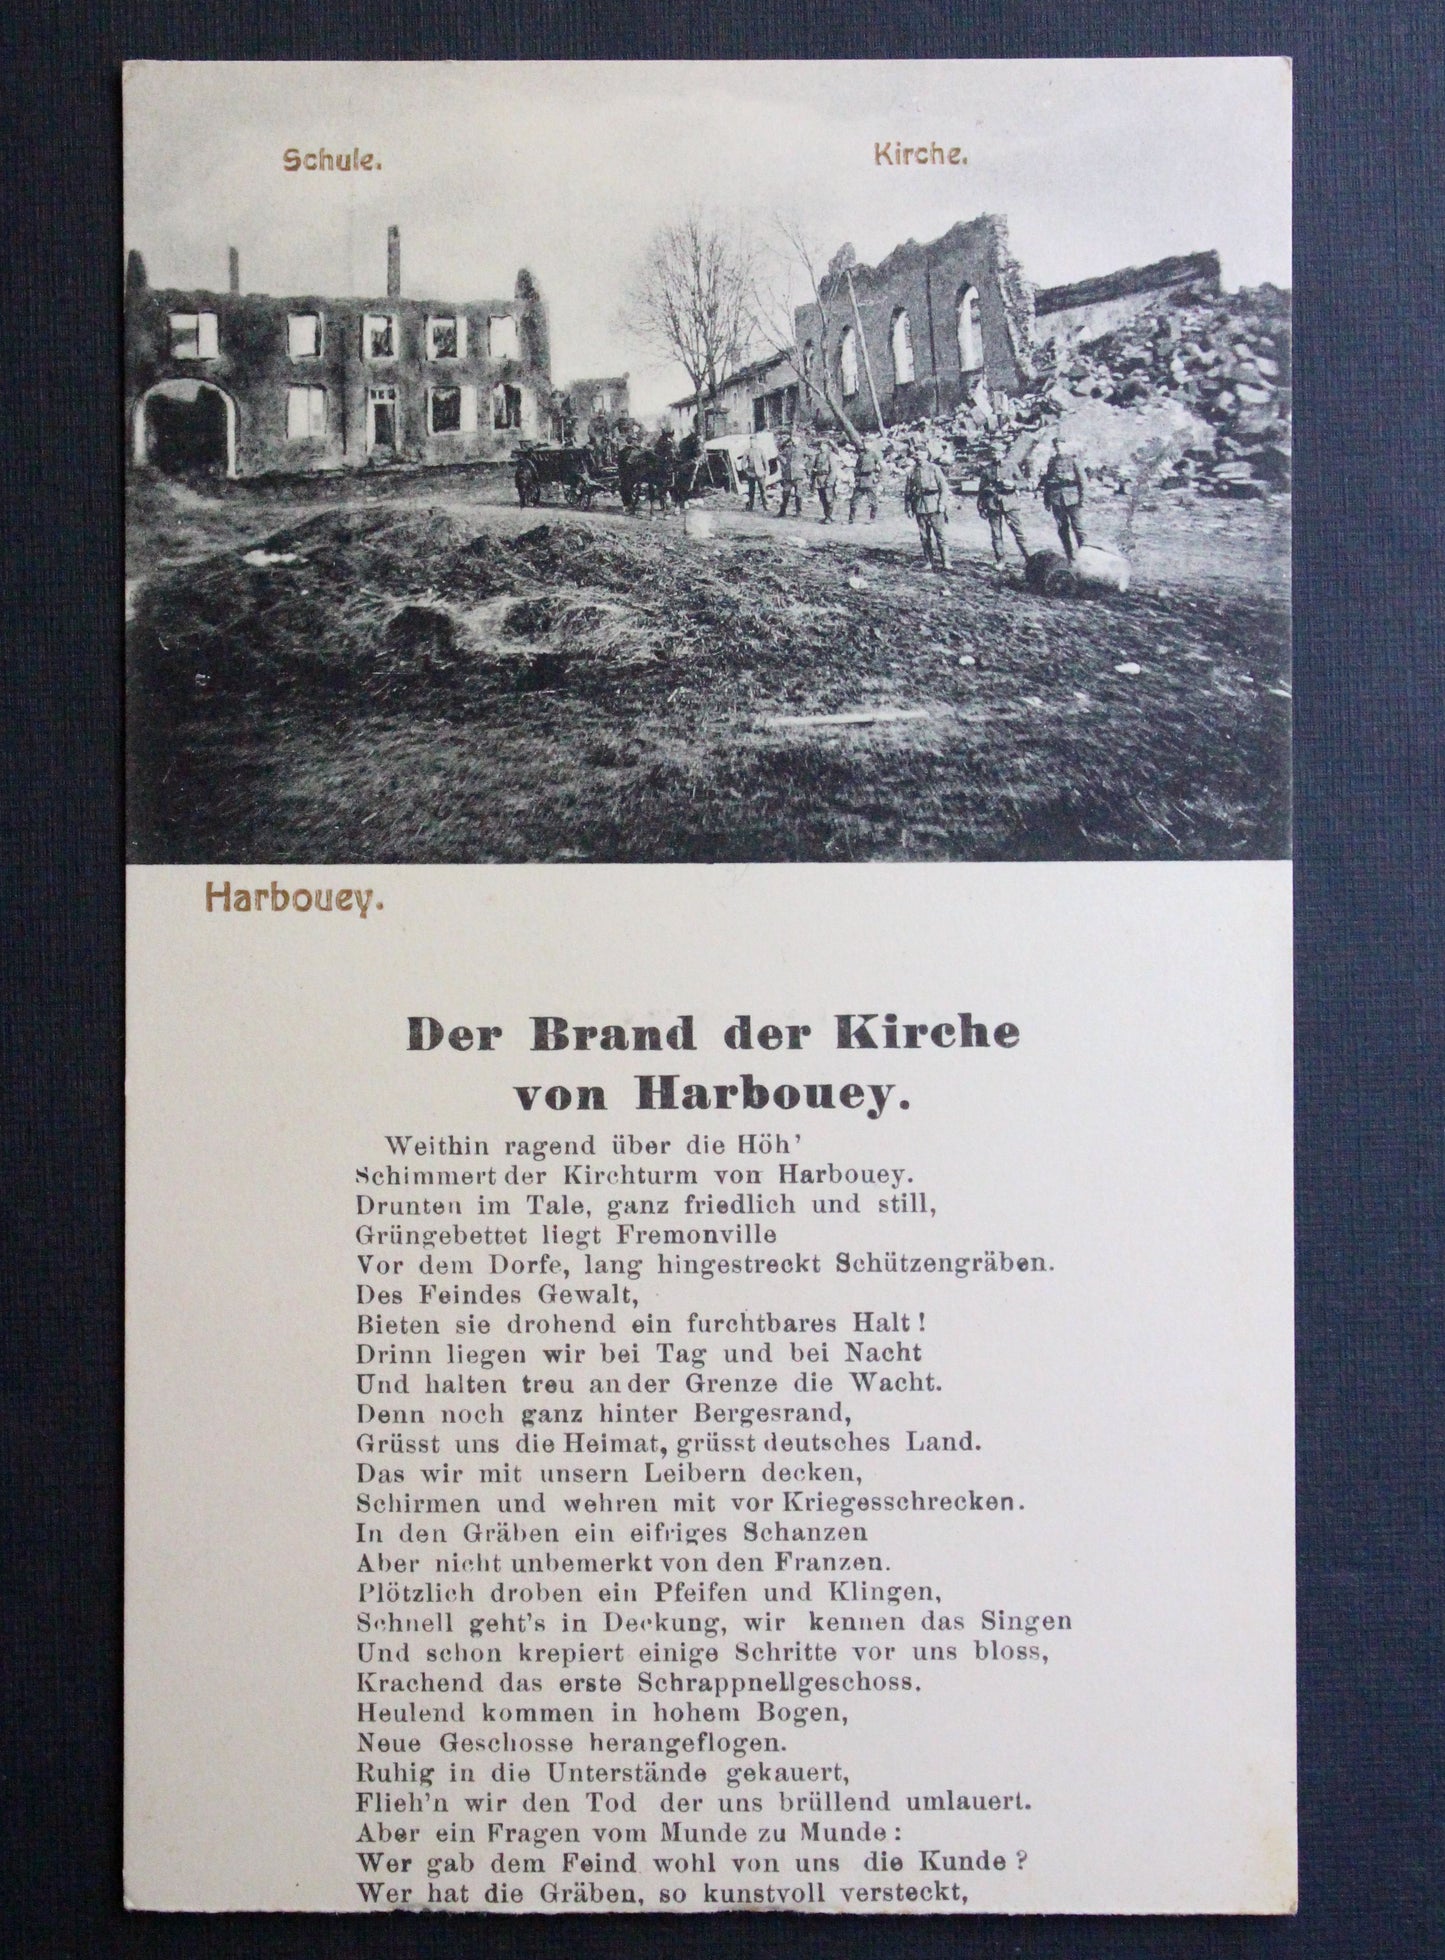 Schule. Kirche.
Harbouey.
Der Brand der Kirche
von Harbouey.
Weithin ragend über die Höh’
Schimmert der Kirchturm von Harbouey.
Drunten im Tale, ganz friedlich und still,
Grüngebettet liegt Fremonville
Vor dem Dorfe, lang hingestreckt Schützengräben.
Des Feindes Gewalt,
Bieten sie drohend ein furchtbares Halt!
Drinn liegen wir bei Tag und bei Nacht
Und halten treu an der Grenze die Wacht.
Denn noch ganz hinter Bergesrand,
Grüsst uns die Heimat, grüsst deutsches Land.
Das wir mit unsern Leibern decken,
Schirmen und wehren mit vor Kriegesschrecken.
In den Gräben ein eifriges Schanzen
Aber nicht unbemerkt von den Franzen.
Plötzlich droben ein Pfeifen und Klingen,
Schnell geht’s in Deckung, wir kennen das Singen
Und schon krepiert einige Schritte vor uns bloss,
Krachend das erste Schrappnellgeschoss.
Heulend kommen in hohem Bogen,
Neue Geschosse herangeflogen.
Ruhig in die Unterstände gekauert,
Flieh’n wir den Tod der uns brüllend umlauert.
Aber ein Fragen vom Munde zu Munde:
Wer gab dem Feind wohl von uns die Kunde?
Wer hat die Gräben, so kunstvoll versteckt,